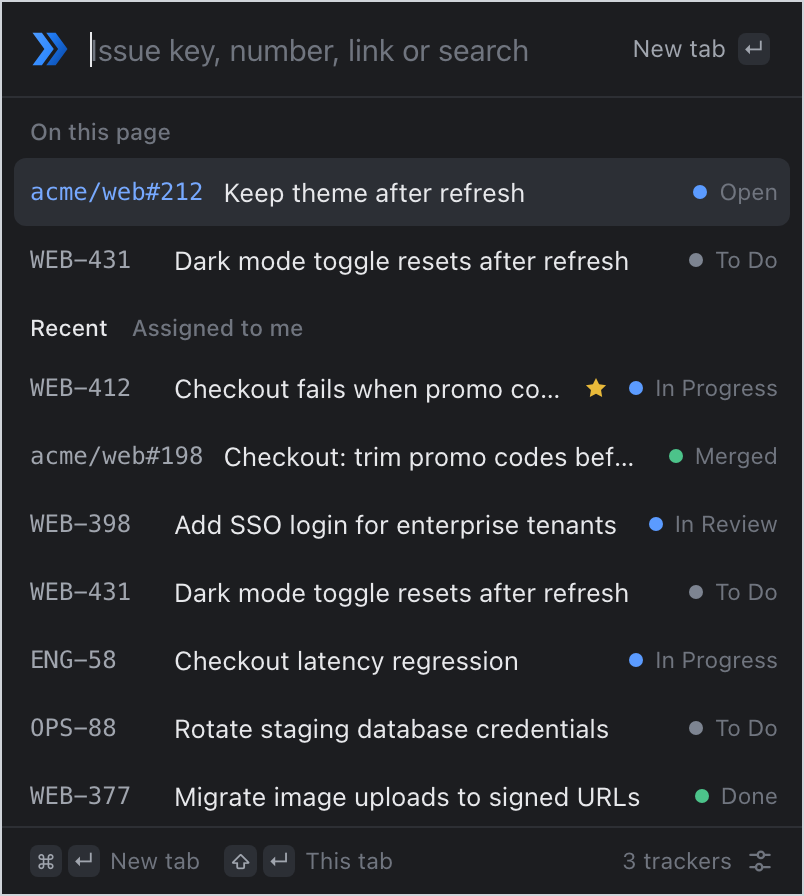 Issue key, number, link or search New tab ↵
On this page
acme/web#212 Keep theme after refresh Open
WEB-431 Dark mode toggle resets after refresh To Do
Recent Assigned to me
WEB-412 Checkout fails when promo co... ★ In Progress
acme/web#198 Checkout: trim promo codes bef... Merged
WEB-398 Add SSO login for enterprise tenants In Review
WEB-431 Dark mode toggle resets after refresh To Do
ENG-58 Checkout latency regression In Progress
OPS-88 Rotate staging database credentials To Do
WEB-377 Migrate image uploads to signed URLs Done
⌘ ↵ New tab ⇧ ↵ This tab 3 trackers